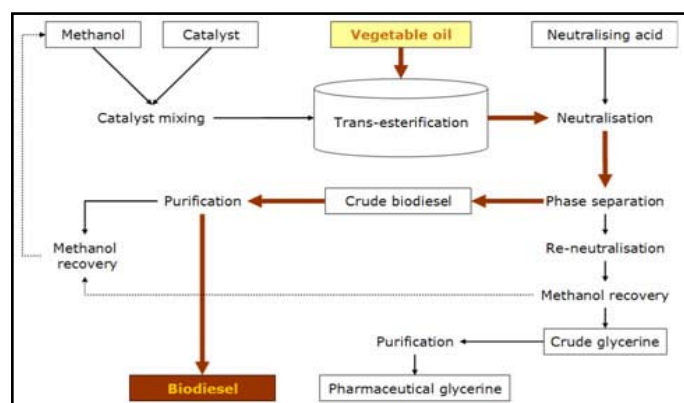 Methanol
Catalyst
Vegetable oil
Neutralising acid
Catalyst mixing
Trans-esterification
Neutralisation
Purification
Crude biodiesel
Phase separation
Methanol
recovery
Re-neutralisation
Methanol recovery
Purification
Crude glycerine
Biodiesel
Pharmaceutical glycerine